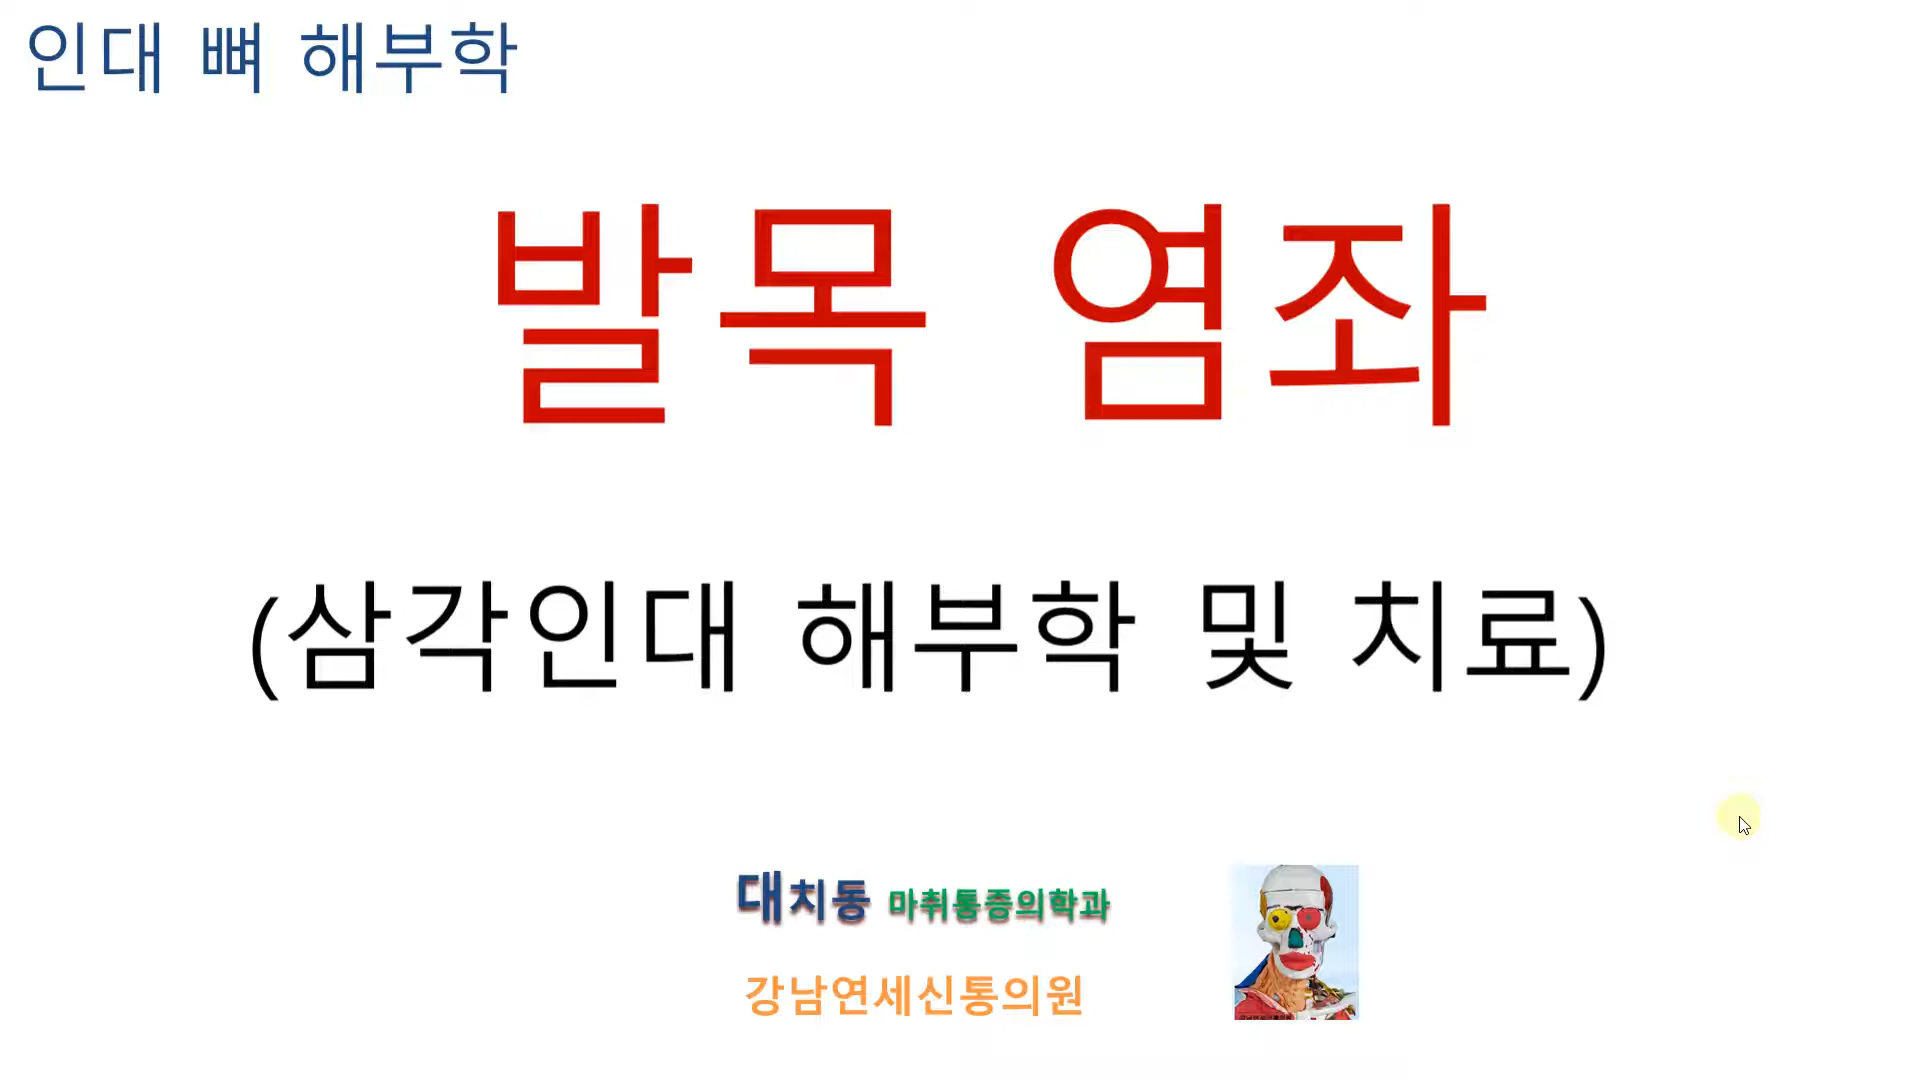 인대 뼈 해부학
발목 염좌
(삼각인대 해부학 및 치료)
대치동 마취통증의학과
강남연세신통의원